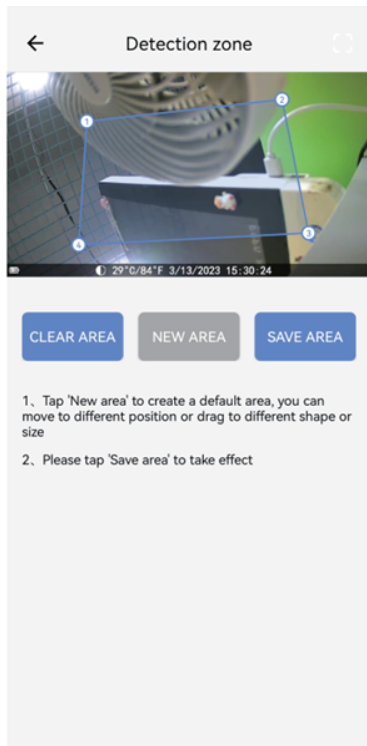 Detection zone
1
2
3
4
29°C/84°F 3/13/2023 15:30:24
CLEAR AREA
NEW AREA
SAVE AREA
1、Tap 'New area' to create a default area, you can
move to different position or drag to different shape or
size
2、Please tap 'Save area' to take effect